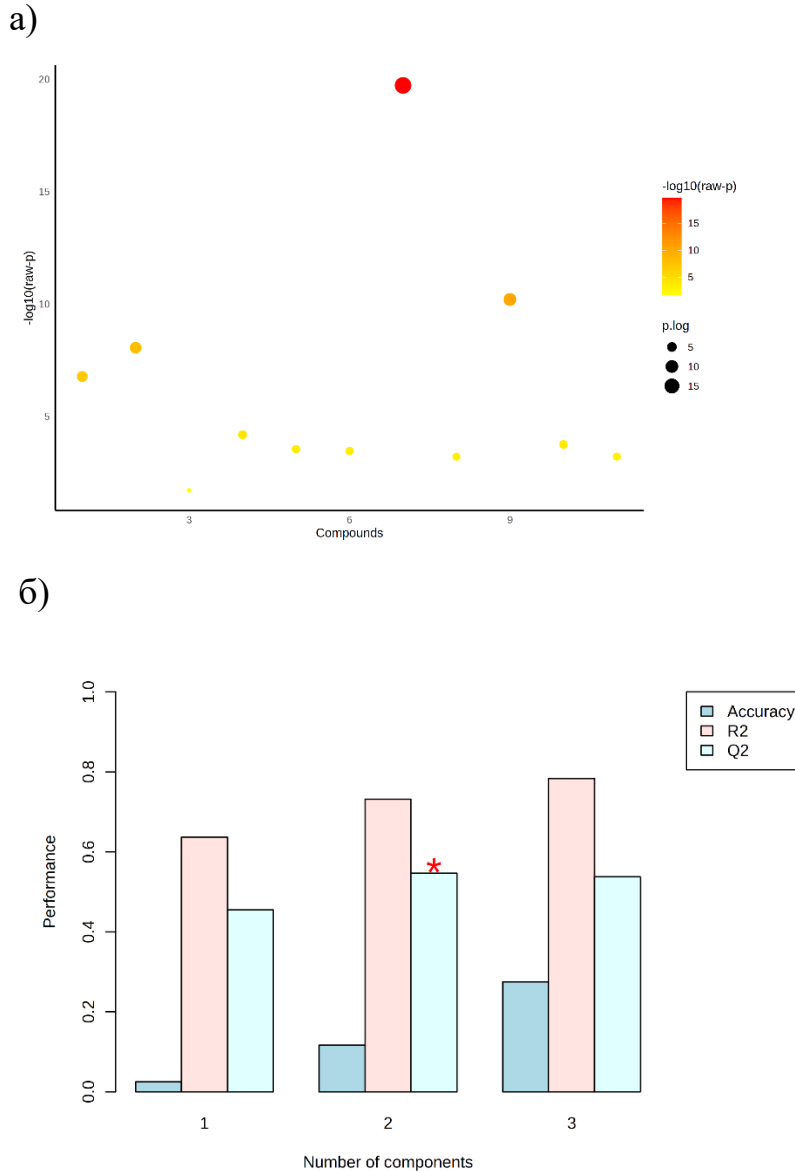 а)
20
15
10
5
-log10(raw-p)
3
6
9
Compounds
-log10(raw-p)
15
10
5
p.log
5
10
15
б)
1.0
0.8
0.6
0.4
0.2
0.0
Performance
*
1
2
3
Number of components
Accuracy
R2
Q2